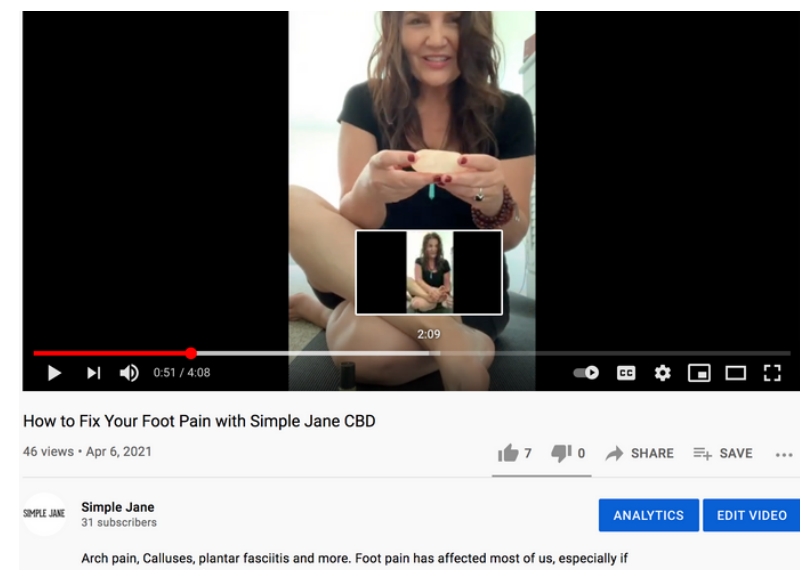 2:09
0:51 / 4:08
CC
How to Fix Your Foot Pain with Simple Jane CBD
46 views • Apr 6, 2021
7
0
SHARE
SAVE
SIMPLE JANE
Simple Jane
31 subscribers
ANALYTICS
EDIT VIDEO
Arch pain, Calluses, plantar fasciitis and more. Foot pain has affected most of us, especially if